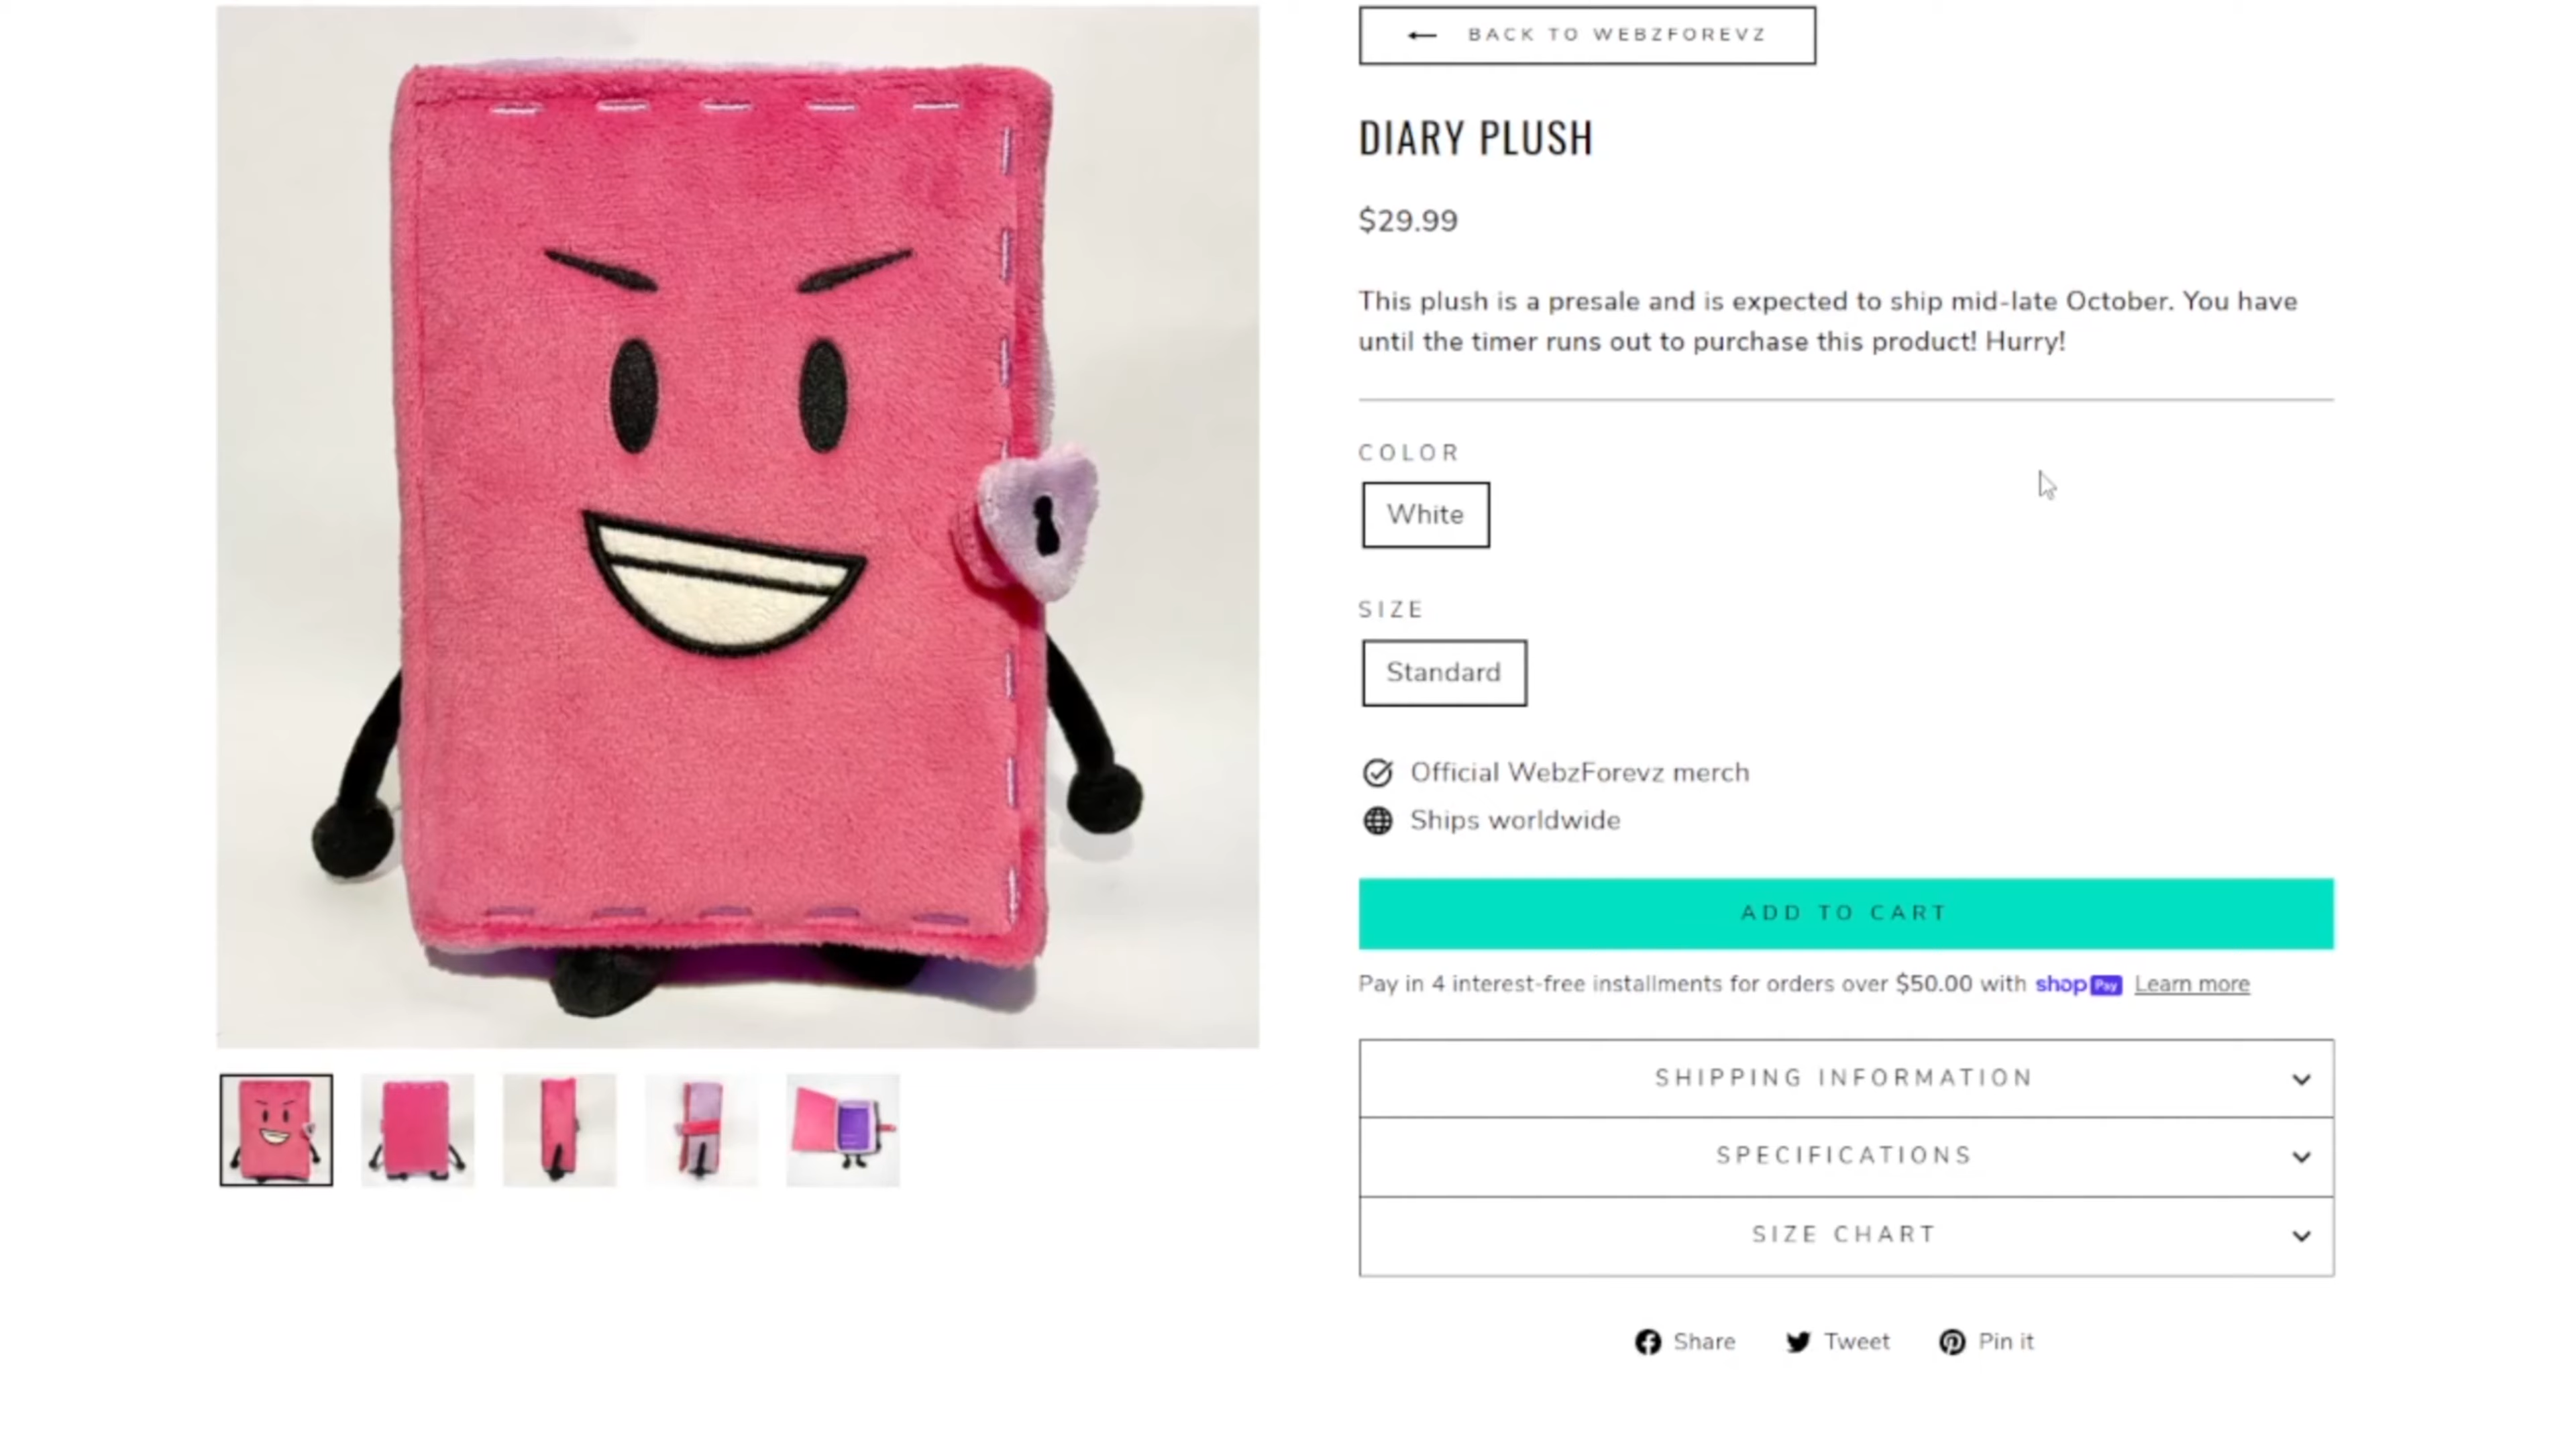 BACK TO WEBZFOREVZ
DIARY PLUSH
$29.99
This plush is a presale and is expected to ship mid-late October. You have
until the timer runs out to purchase this product! Hurry!
COLOR
White
SIZE
Standard
Official WebzForevz merch
Ships worldwide
ADD TO CART
Pay in 4 interest-free installments for orders over $50.00 with shop Pay Learn more
SHIPPING INFORMATION
SPECIFICATIONS
SIZE CHART
Share Tweet Pin it